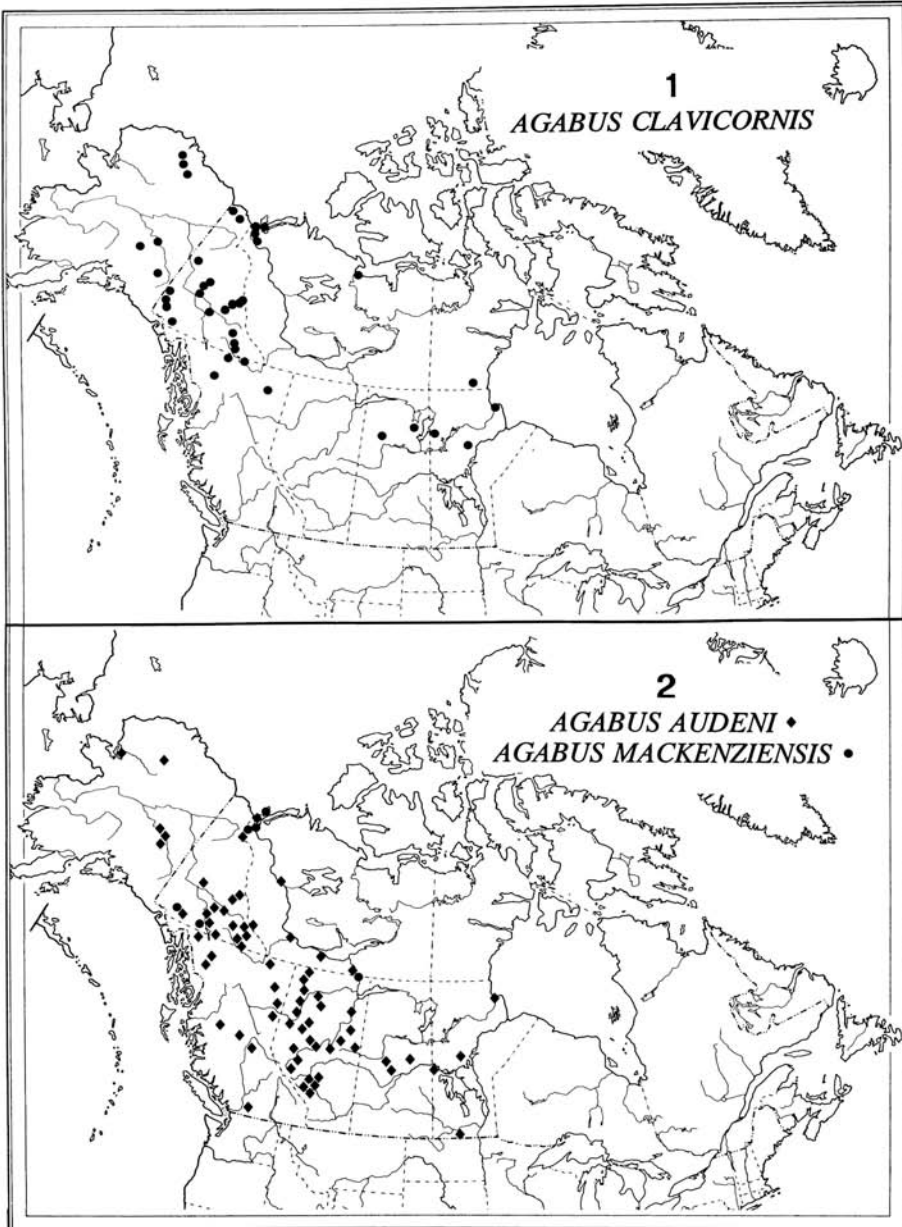 1
AGABUS CLAVICORNIS
2
AGABUS AUDENI ♦
AGABUS MACKENZIENSIS ●